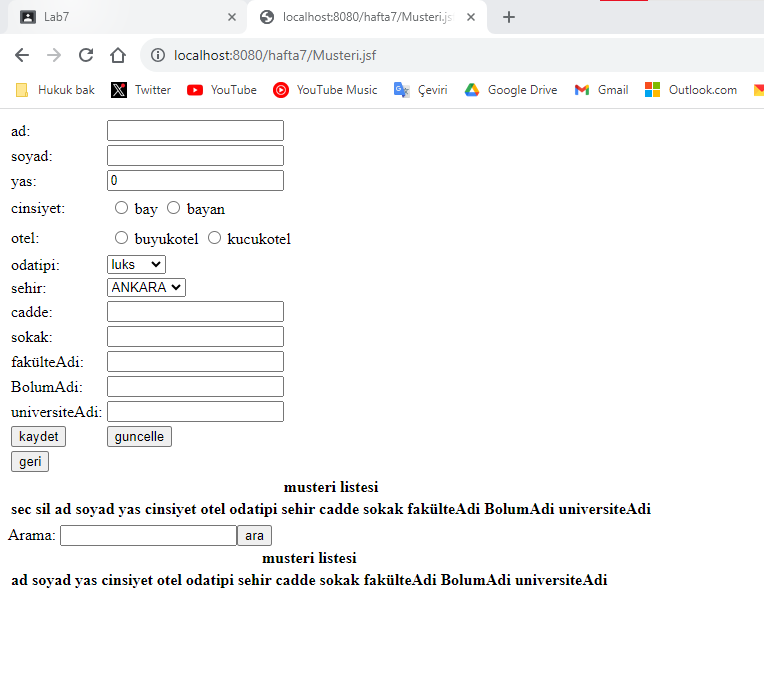 Lab7
localhost:8080/hafta7/Musteri.js
localhost:8080/hafta7/Musteri.jsf
Hukuk bak Twitter YouTube YouTube Music Çeviri Google Drive Gmail Outlook.com
ad:
soyad:
yas: 0
cinsiyet: bay bayan
otel: buyukotel kucukotel
odatipi: luks
sehir: ANKARA
cadde:
sokak:
fakülteAdi:
BolumAdi:
universiteAdi:
kaydet guncelle
geri
musteri listesi
sec sil ad soyad yas cinsiyet otel odatipi sehir cadde sokak fakülteAdi BolumAdi universiteAdi
Arama: ara
musteri listesi
ad soyad yas cinsiyet otel odatipi sehir cadde sokak fakülteAdi BolumAdi universiteAdi